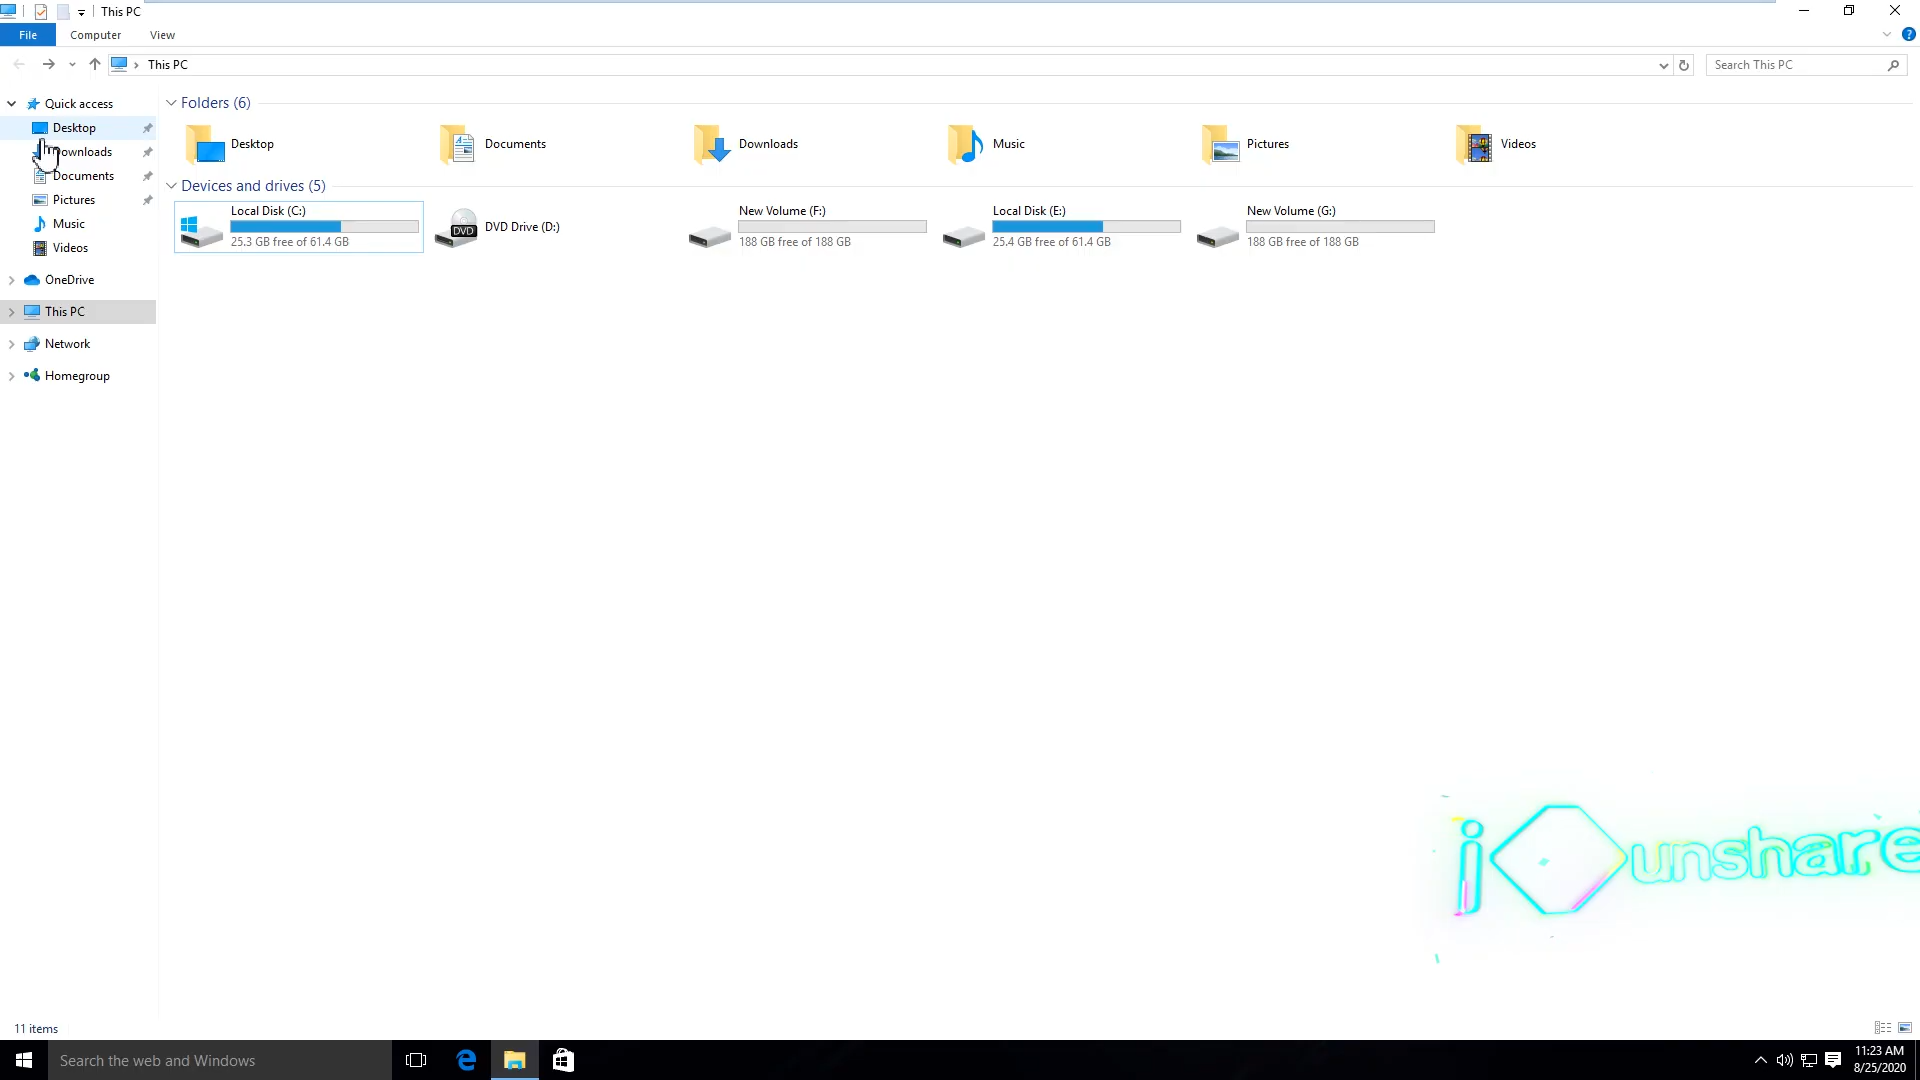 This PC
File Computer View
This PC
Search This PC
Quick access
Desktop
Downloads
Documents
Pictures
Music
Videos
OneDrive
This PC
Network
Homegroup
Folders (6)
Desktop
Documents
Downloads
Music
Pictures
Videos
Devices and drives (5)
Local Disk (C:)
25.3 GB free of 61.4 GB
DVD
DVD Drive (D:)
New Volume (F:)
188 GB free of 188 GB
Local Disk (E:)
25.4 GB free of 61.4 GB
New Volume (G:)
188 GB free of 188 GB
unshare
11 items
Search the web and Windows
11:23 AM
8/25/2020